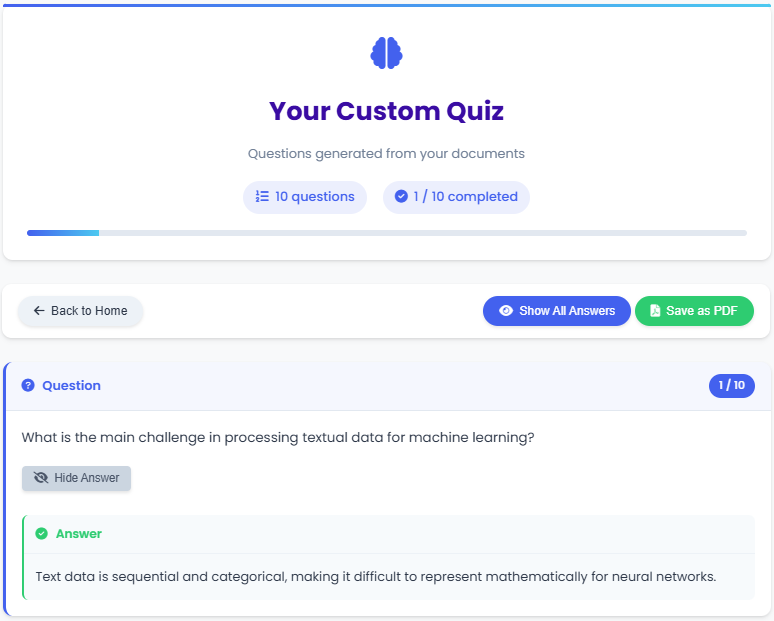 Your Custom Quiz
Questions generated from your documents
10 questions
1 / 10 completed
Back to Home
Show All Answers
Save as PDF
Question
1 / 10
What is the main challenge in processing textual data for machine learning?
Hide Answer
Answer
Text data is sequential and categorical, making it difficult to represent mathematically for neural networks.